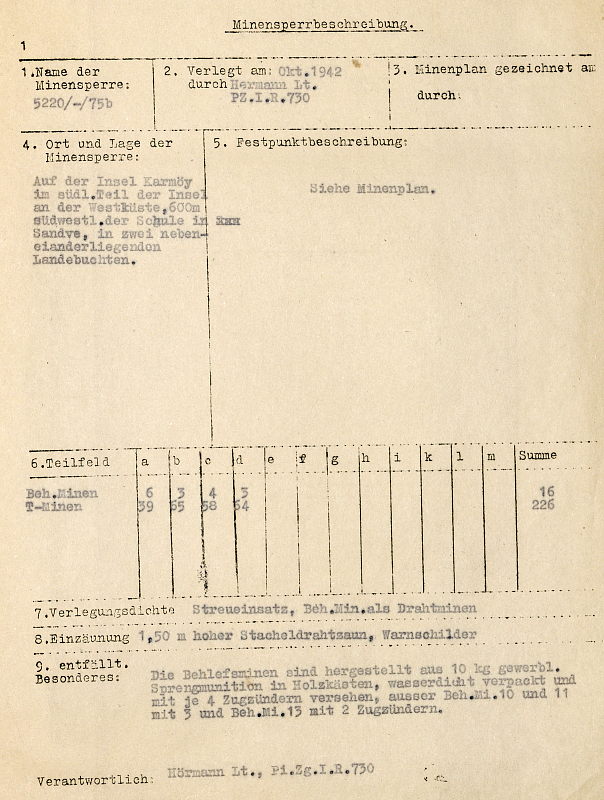 Minensperrbeschreibung.
1
1.Name der Minensperre:
5220/-/75b
2. Verlegt am: Okt.1942
durch Hermann Lt.
PZ.I.R.730
3. Minenplan gezeichnet am
durch:
4. Ort und Lage der
Minensperre:
Auf der Insel Karmöy
im südl.Teil der Insel
an der Westküste,600m
südwestl.der Schule in xxx
Sandve, in zwei neben-
eianderliegendon
Landebuchten.
5. Festpunktbeschreibung:
Siehe Minenplan.
6.Teilfeld a b c d e f g h i k l m Summe
Beh.Minen 6 3 4 3 16
T-Minen 39 65 58 64 226
7.Verlegungsdichte Streueinsatz, Beh.Min.als Drahtminen
8.Einzäunung 1,50 m hoher Stacheldrahtzaun, Warnschilder
9. entfällt.
Besonderes:
Die Behlefsminen sind hergestellt aus 10 kg gewerbl.
Sprengmunition in Holzkästen, wasserdicht verpackt und
mit je 4 Zugzündern versehen, ausser Beh.Mi.10 und 11
mit 3 und Beh.Mi.13 mit 2 Zugzündern.
Verantwortlich: Hörmann Lt., Pi.Zg.I.R.730